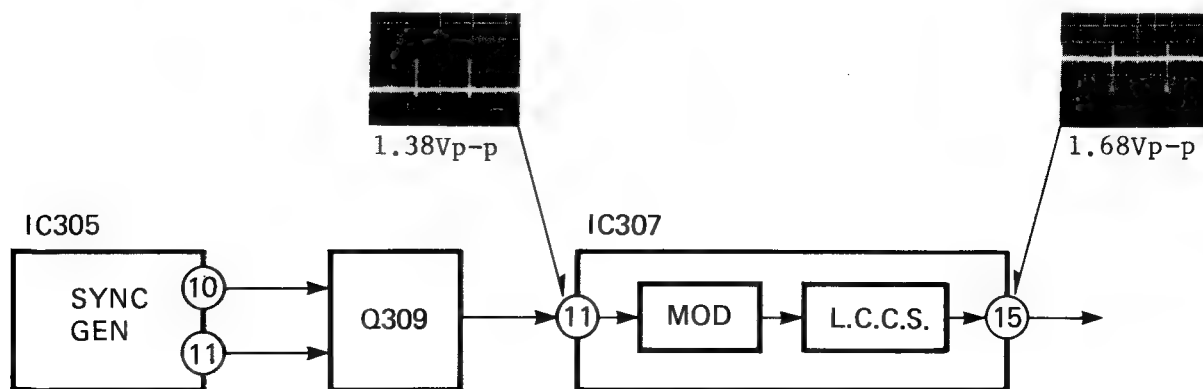 1.38Vp-p
1.68Vp-p
IC305
IC307
SYNC
GEN
10
11
Q309
11
MOD
L.C.C.S.
15